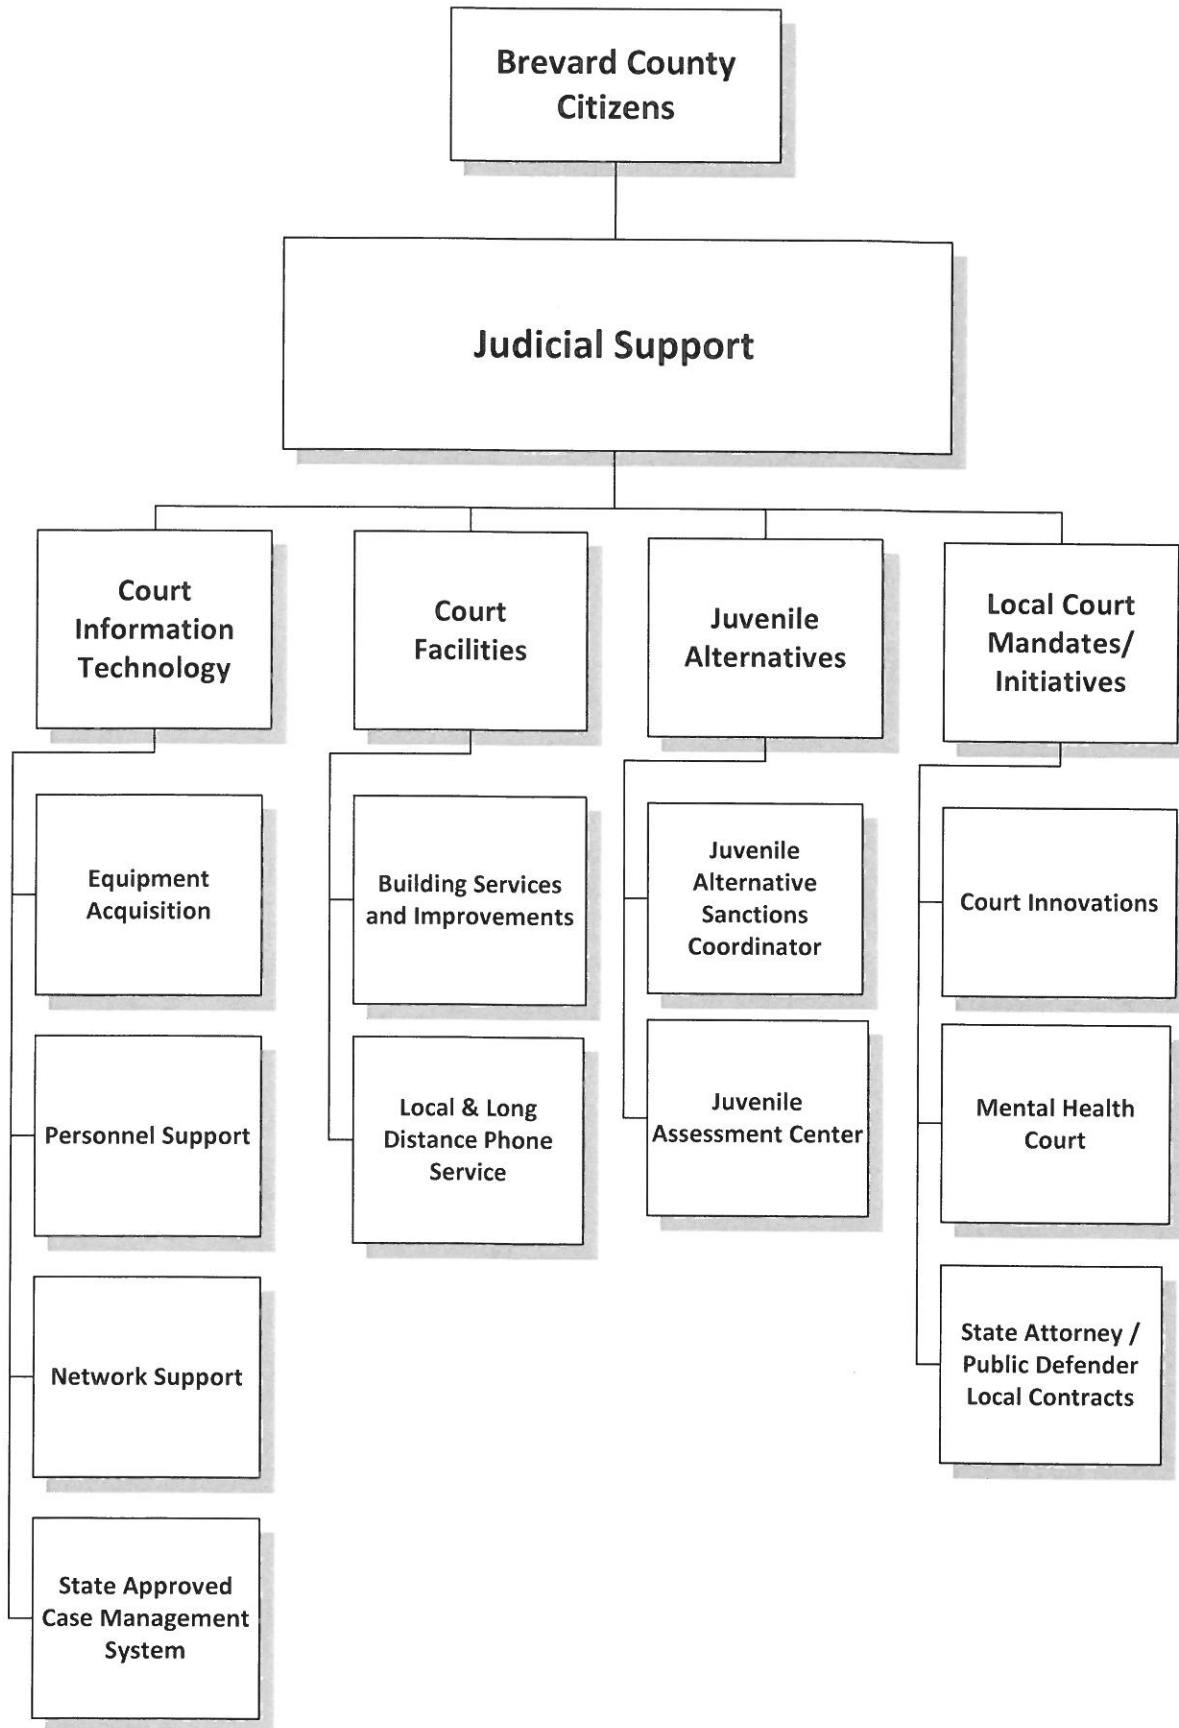 Brevard County
Citizens
Judicial Support
Court
Information
Technology
Court
Facilities
Juvenile
Alternatives
Local Court
Mandates/
Initiatives
Equipment
Acquisition
Personnel Support
Network Support
State Approved
Case Management
System
Building Services
and Improvements
Local & Long
Distance Phone
Service
Juvenile
Alternative
Sanctions
Coordinator
Juvenile
Assessment Center
Court Innovations
Mental Health
Court
State Attorney /
Public Defender
Local Contracts